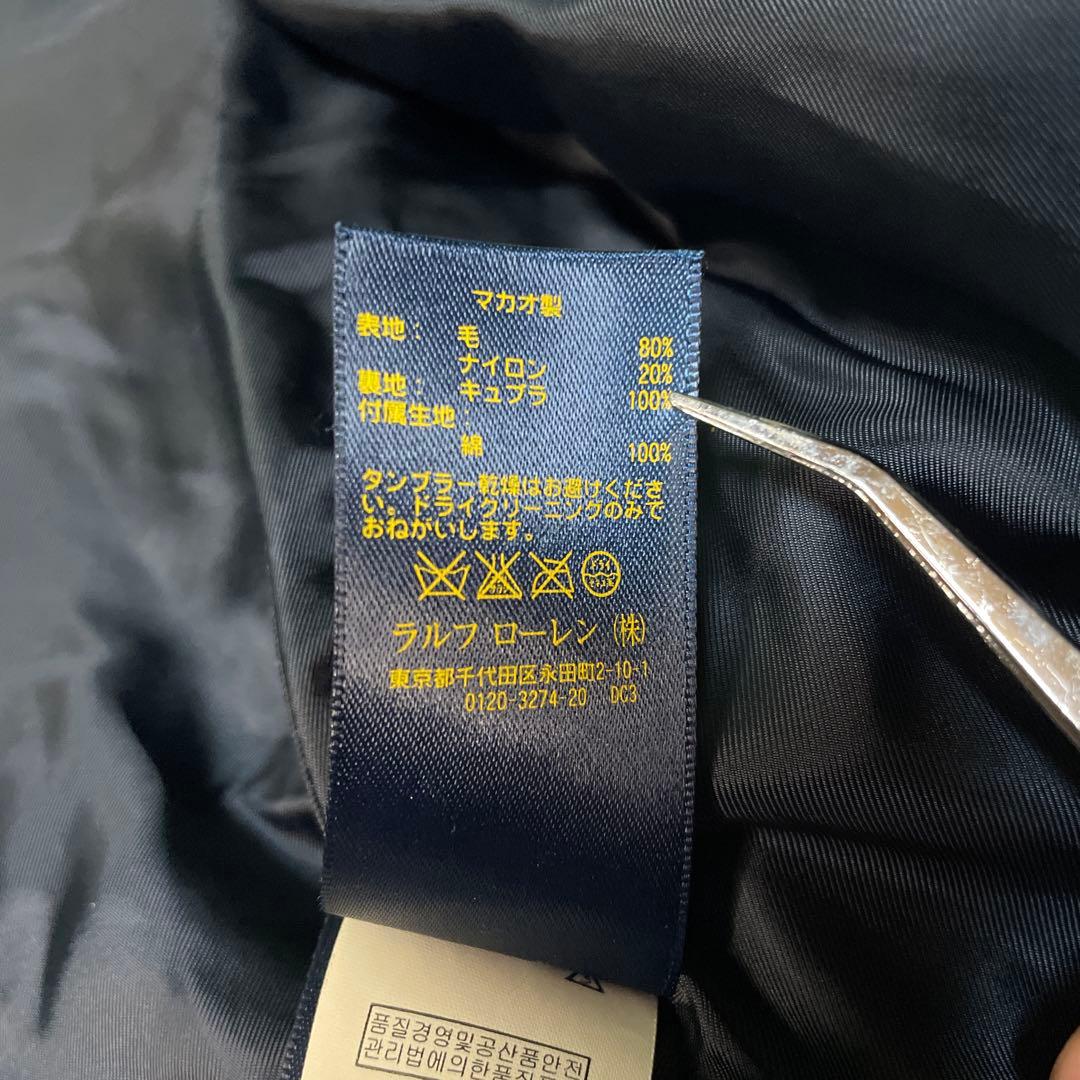 マカオ製
表地： 毛 80%
ナイロン 20%
裏地： キュプラ 100%
付属生地：
綿 100%
タンブラー乾燥はお避けくださ
い。ドライクリーニングのみで
おねがいします。
ラルフ ローレン (株)
東京都千代田区永田町2-10-1
0120-3274-20 DC3
품질경영및공산품안전
관리법에의한품질